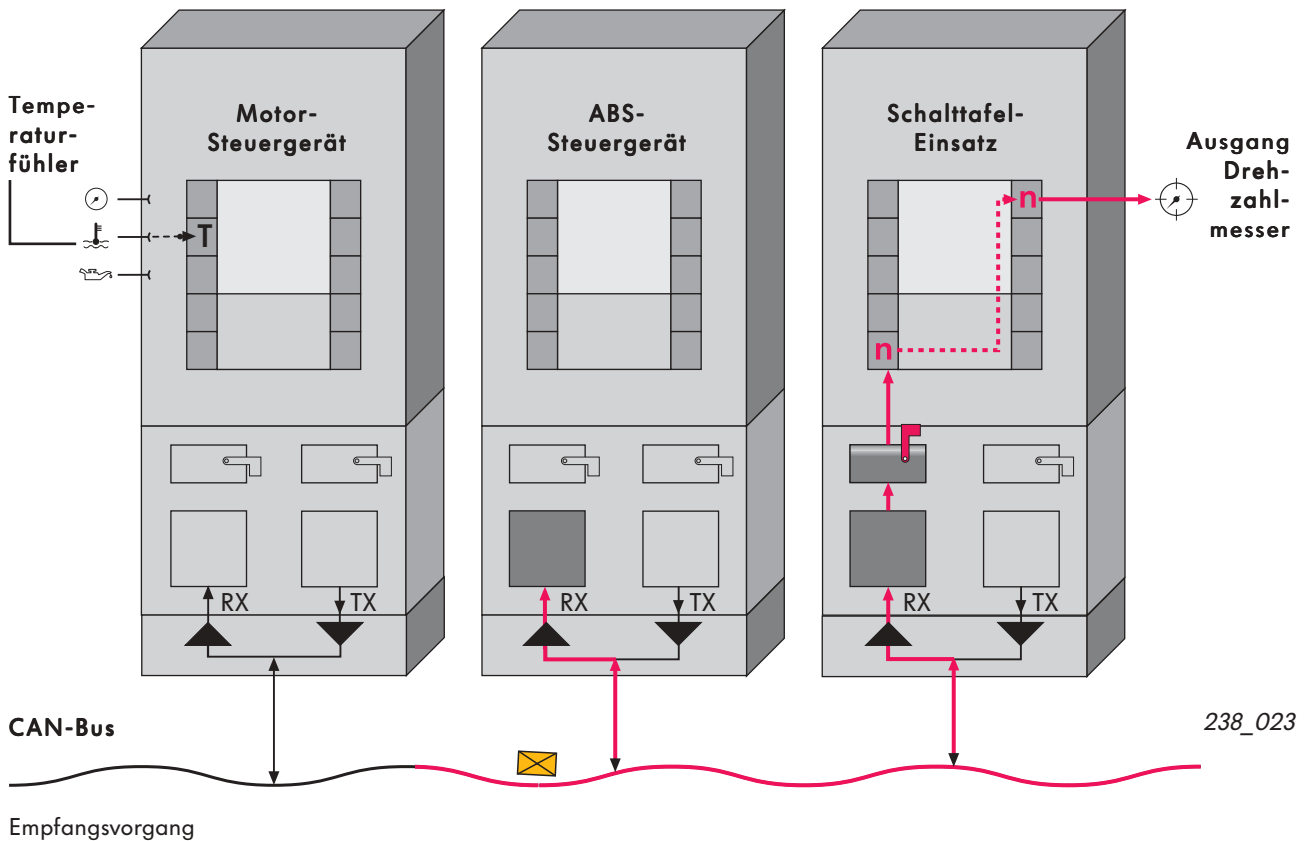 Tempe-
ratur-
fühler
Motor-
Steuergerät
ABS-
Steuergerät
Schalttafel-
Einsatz
Ausgang
Dreh-
zahl-
messer
T
n
n
RX
TX
RX
TX
RX
TX
CAN-Bus
238_023
Empfangsvorgang